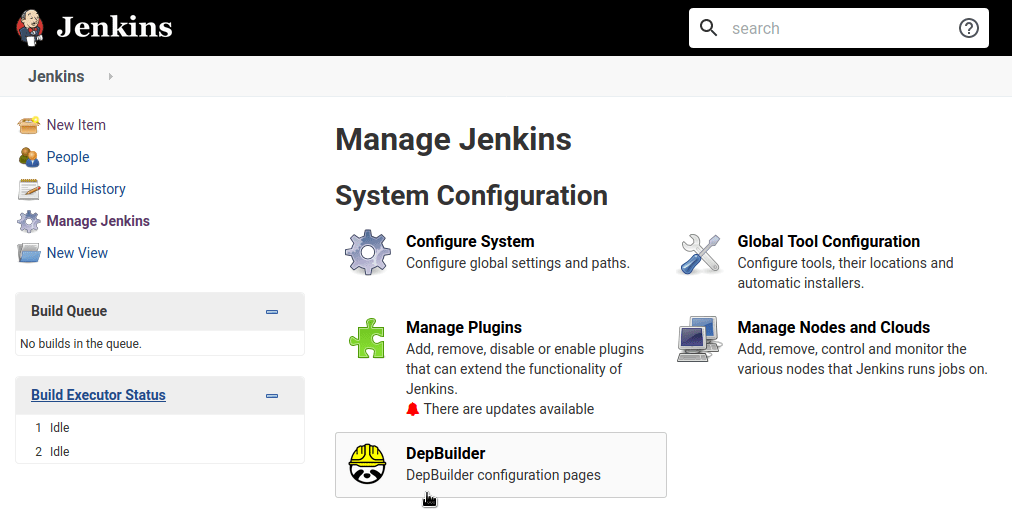 Jenkins
search
Jenkins
New Item
People
Build History
Manage Jenkins
New View
Build Queue
No builds in the queue.
Build Executor Status
1 Idle
2 Idle
Manage Jenkins
System Configuration
Configure System
Configure global settings and paths.
Global Tool Configuration
Configure tools, their locations and
automatic installers.
Manage Plugins
Add, remove, disable or enable plugins
that can extend the functionality of
Jenkins.
There are updates available
Manage Nodes and Clouds
Add, remove, control and monitor the
various nodes that Jenkins runs jobs on.
DepBuilder
DepBuilder configuration pages